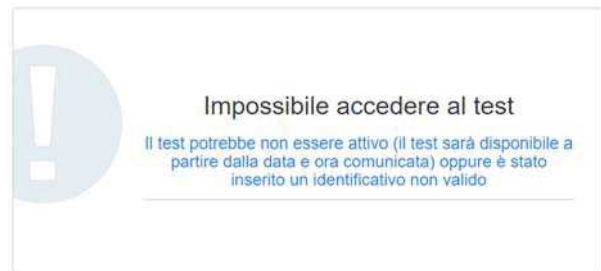 Impossibile accedere al test
Il test potrebbe non essere attivo (il test sarà disponibile a
partire dalla data e ora comunicata) oppure è stato
inserito un identificativo non valido